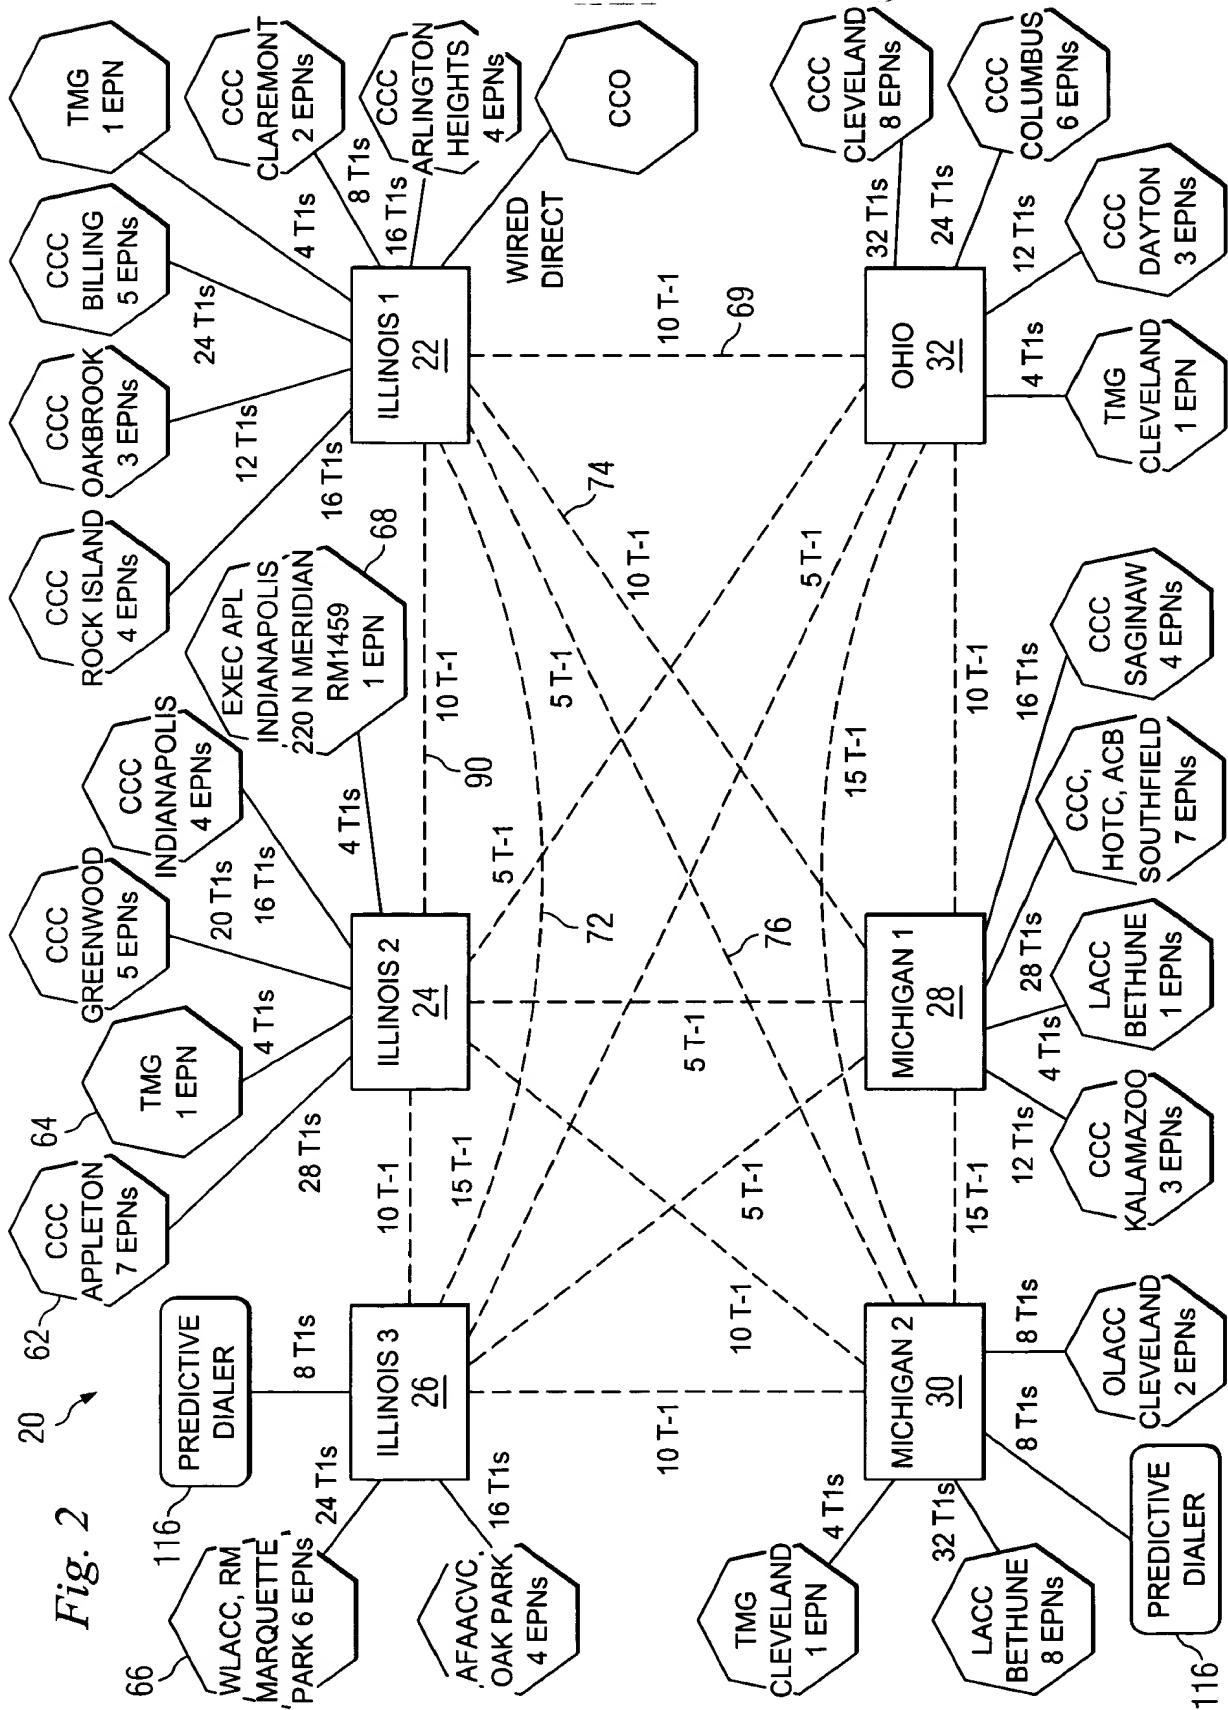 Fig. 2
20
66
WLACC, RM
MARQUETTE,
PARK 6 EPNs
24 T1s
116
PREDICTIVE
DIALER
8 T1s
AFAACVC
OAK PARK
4 EPNs
16 T1s
ILLINOIS 3
26
62
CCC
APPLETON
7 EPNs
28 T1s
64
TMG
1 EPN
4 T1s
CCC
GREENWOOD
5 EPNs
20 T1s
CCC
INDIANAPOLIS
4 EPNs
16 T1s
EXEC APL
INDIANAPOLIS
220 N MERIDIAN
RM1459
1 EPN
68
4 T1s
ILLINOIS 2
24
CCC
ROCK ISLAND
4 EPNs
16 T1s
CCC
OAKBROOK
3 EPNs
12 T1s
CCC
BILLING
5 EPNs
24 T1s
TMG
1 EPN
4 T1s
CCC
CLAREMONT
2 EPNs
8 T1s
CCC
ARLINGTON
HEIGHTS
4 EPNs
16 T1s
CCO
WIRED
DIRECT
ILLINOIS 1
22
10 T-1
15 T-1
10 T-1
90
5 T-1
72
5 T-1
10 T-1
74
10 T-1
69
10 T-1
10 T-1
5 T-1
5 T-1
76
15 T-1
5 T-1
TMG
CLEVELAND
1 EPN
4 T1s
LACC
BETHUNE
8 EPNs
32 T1s
MICHIGAN 2
30
PREDICTIVE
DIALER
116
8 T1s
OLACC
CLEVELAND
2 EPNs
8 T1s
15 T-1
MICHIGAN 1
28
CCC
KALAMAZOO
3 EPNs
12 T1s
LACC
BETHUNE
1 EPNs
4 T1s
CCC,
HOTC, ACB
SOUTHFIELD
7 EPNs
28 T1s
CCC
SAGINAW
4 EPNs
16 T1s
10 T-1
OHIO
32
TMG
CLEVELAND
1 EPN
4 T1s
CCC
DAYTON
3 EPNs
12 T1s
CCC
COLUMBUS
6 EPNs
24 T1s
CCC
CLEVELAND
8 EPNs
32 T1s